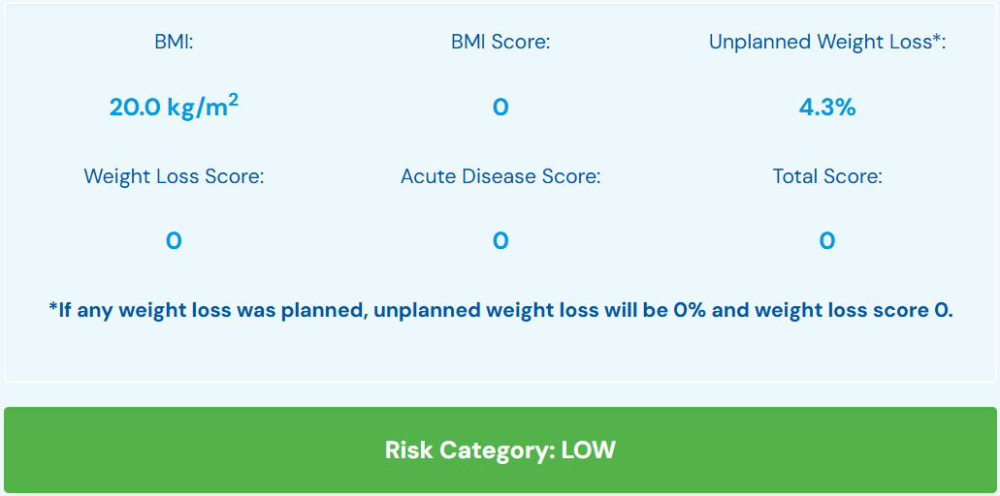 BMI: BMI Score: Unplanned Weight Loss*:
20.0 kg/m² 0 4.3%
Weight Loss Score: Acute Disease Score: Total Score:
0 0 0
*If any weight loss was planned, unplanned weight loss will be 0% and weight loss score 0.
Risk Category: LOW